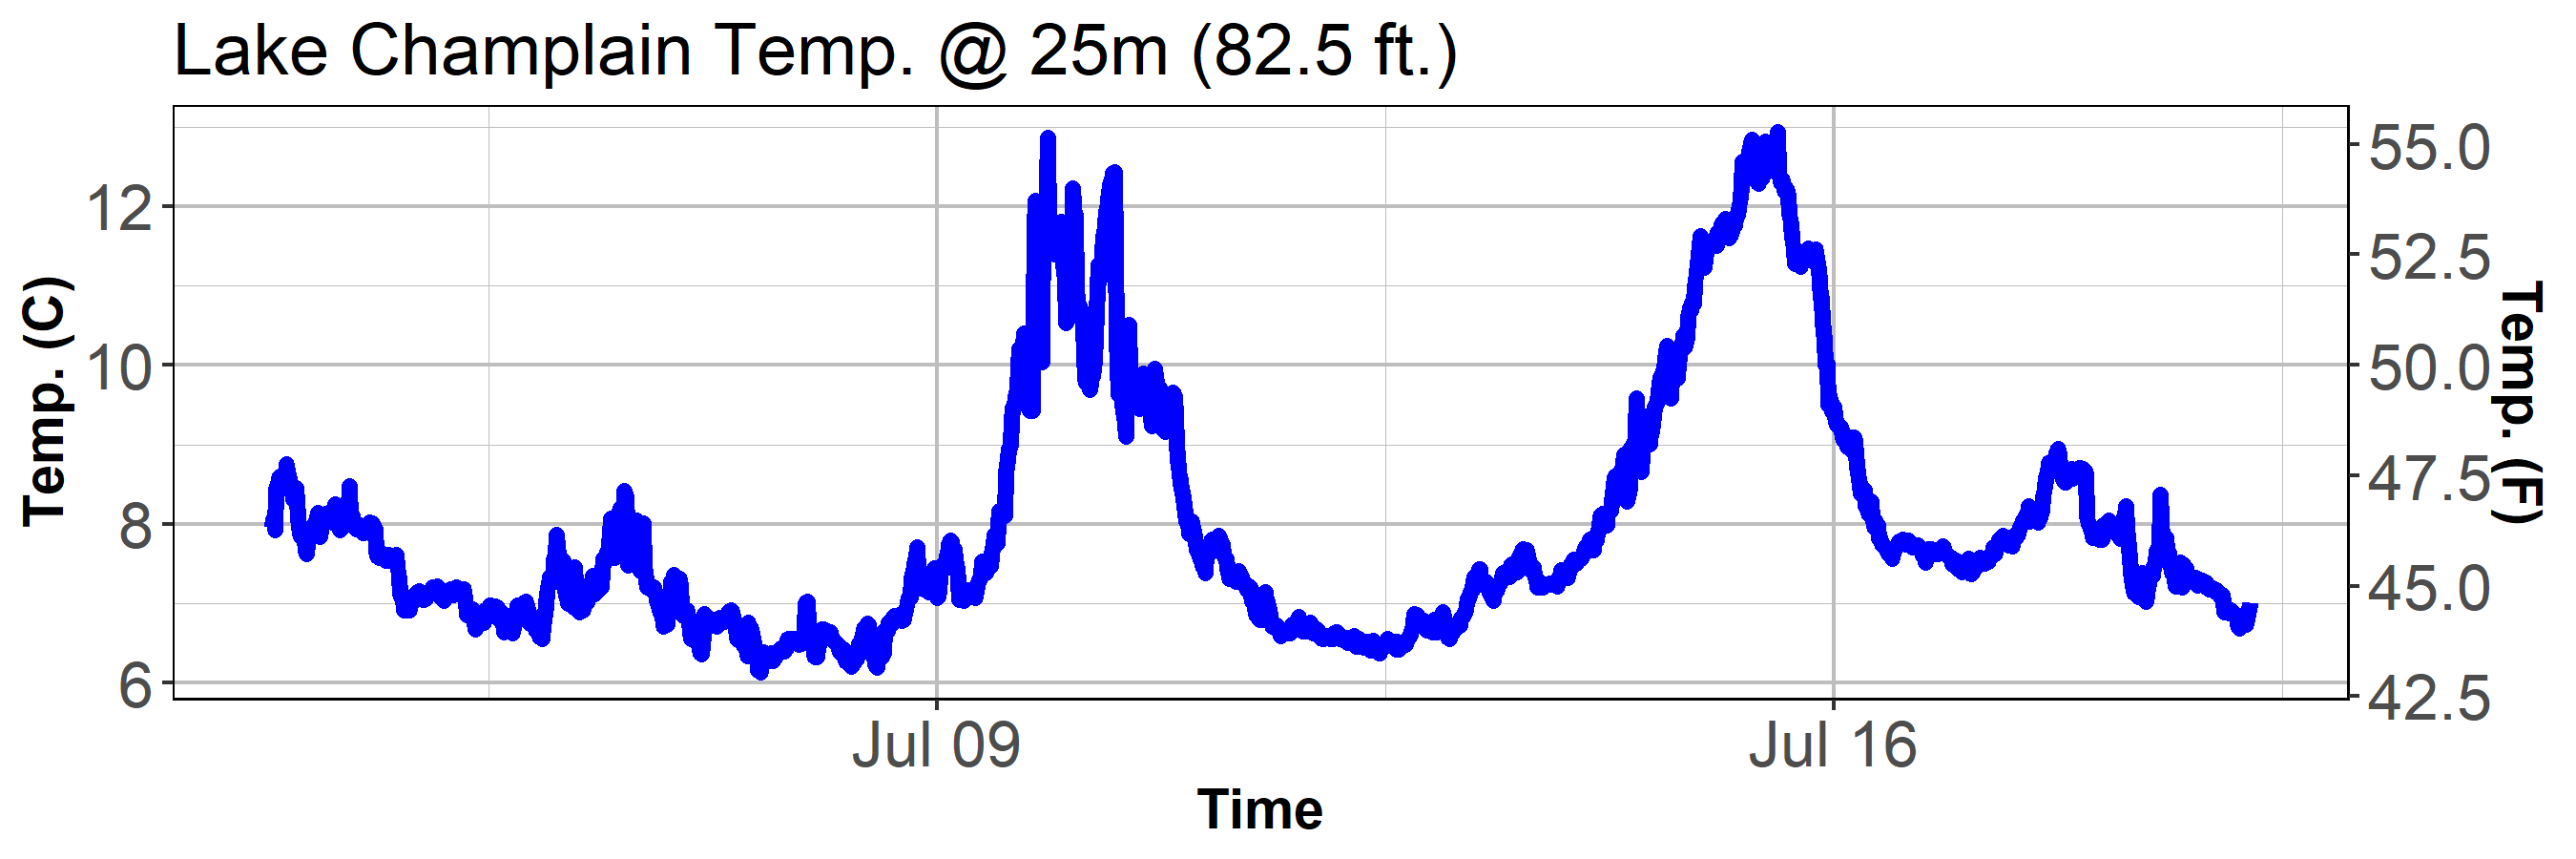 Lake Champlain Temp. @ 25m (82.5 ft.)
Temp. (C)
12
10
8
6
55.0
52.5
50.0
47.5
45.0
42.5
Temp. (F)
Jul 09
Jul 16
Time